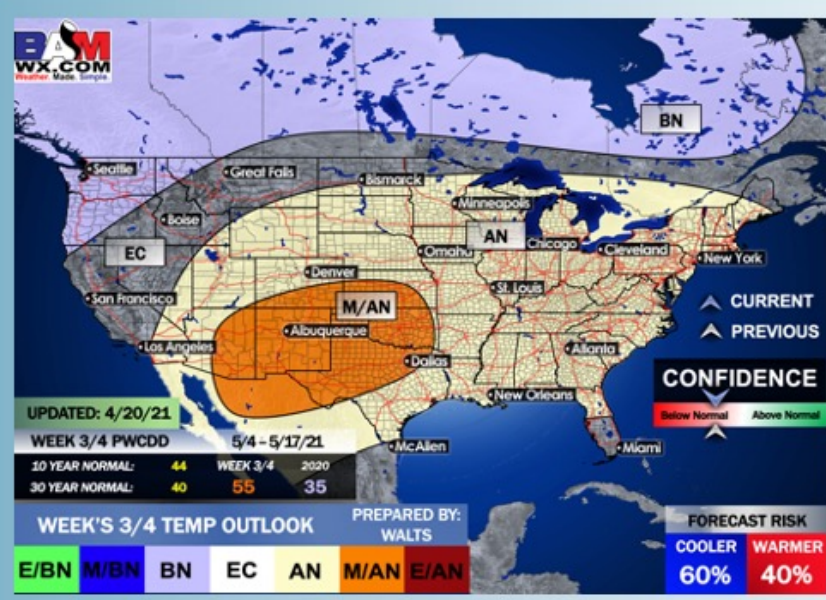 BAM
WX.COM
Weather. Made. Simple.
BN
Seattle
Great Falls
Bismarck
Minneapolis
Boise
AN
EC
Omaha
Chicago
Cleveland
New York
Denver
San Francisco
St. Louis
M/AN
CURRENT
Albuquerque
PREVIOUS
Los Angeles
Atlanta
Dallas
CONFIDENCE
New Orleans
Below Normal
Above Normal
UPDATED: 4/20/21
WEEK 3/4 PWCDD 5/4 - 5/17/21
McAllen
Miami
10 YEAR NORMAL: 44 WEEK 3/4 2020
30 YEAR NORMAL: 40 55 35
WEEK'S 3/4 TEMP OUTLOOK
PREPARED BY:
WALTS
FORECAST RISK
COOLER WARMER
60% 40%
E/BN M/BN BN EC AN M/AN E/AN